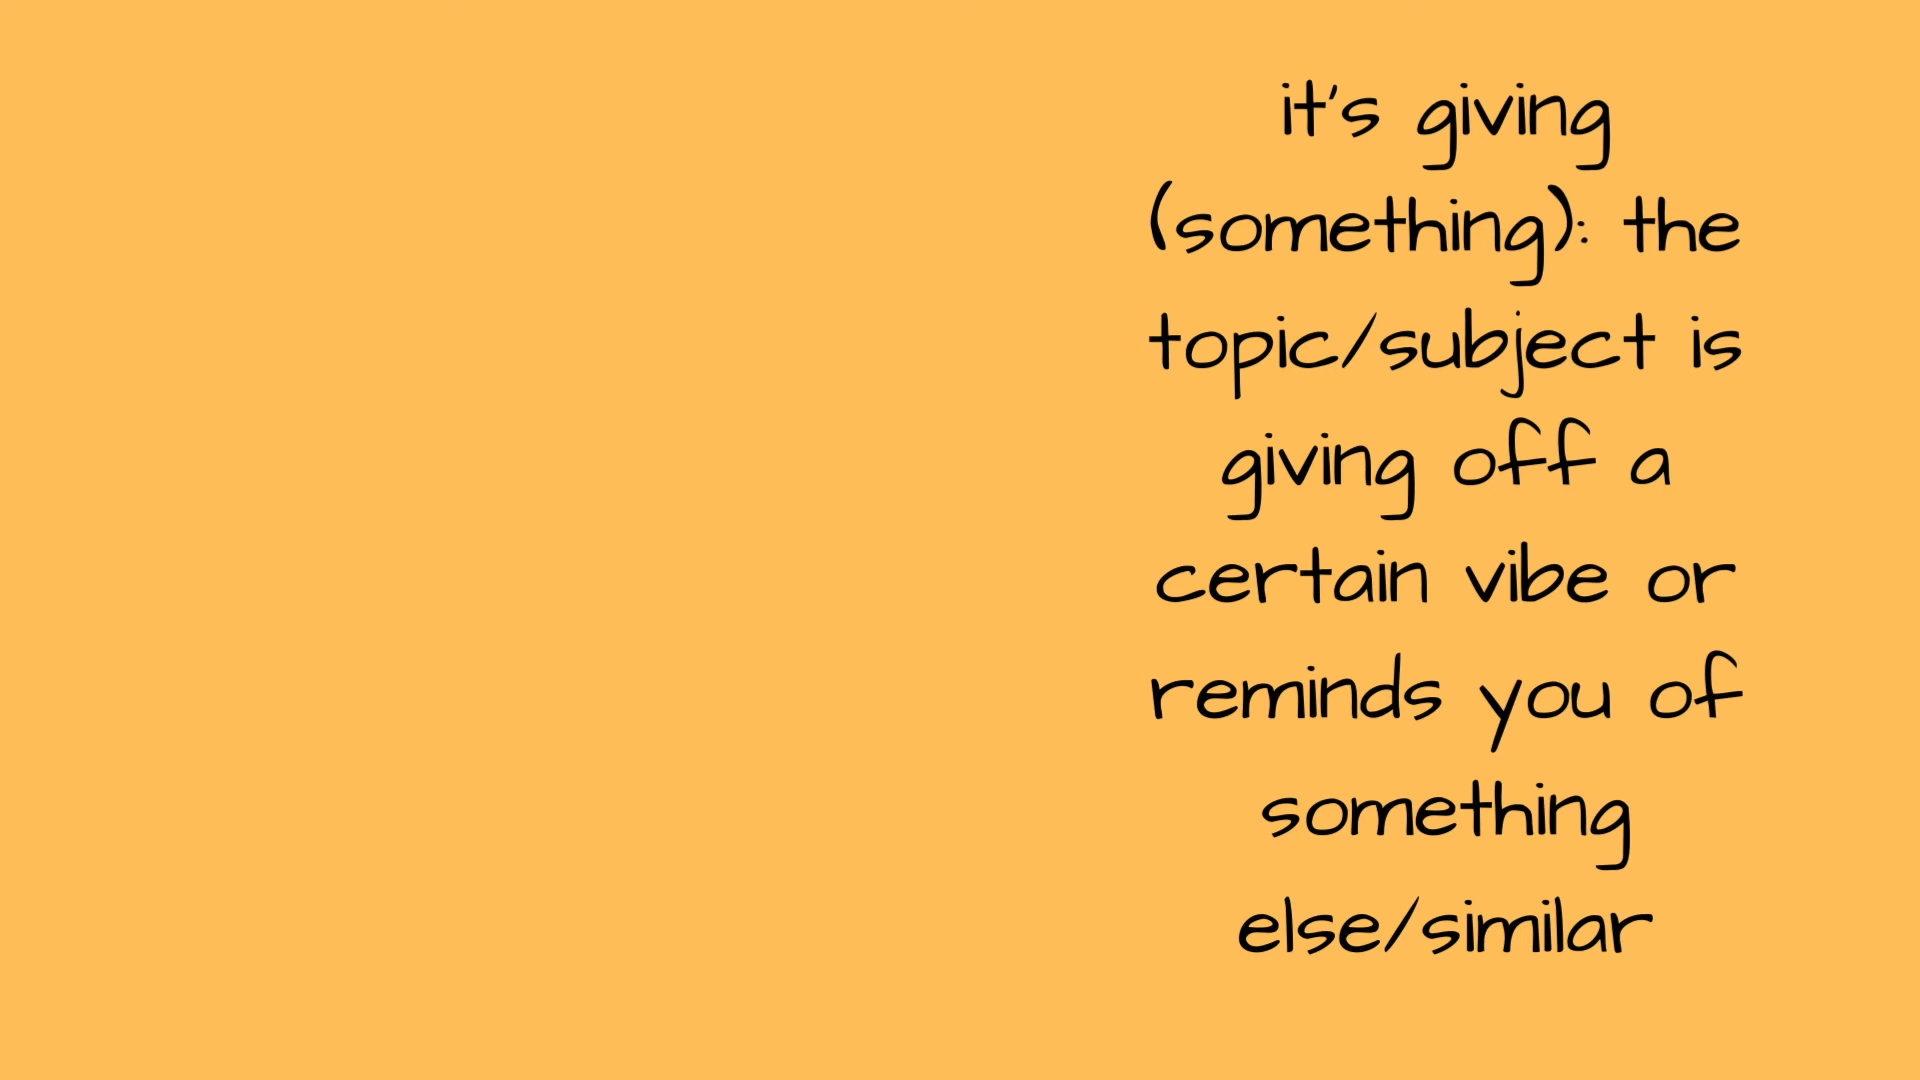 it's giving
(something): the
topic/subject is
giving off a
certain vibe or
reminds you of
something
else/similar